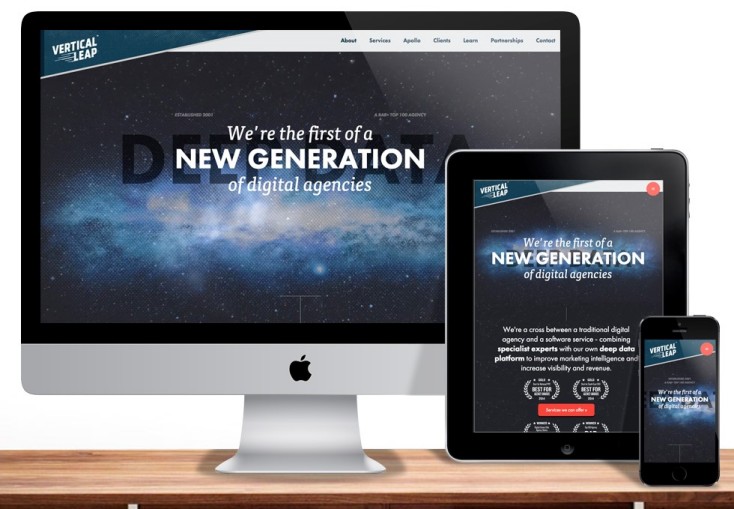 VERTICAL
LEAP
About Services Apollo Clients Learn Partnerships Contact
ESTABLISHED 2001
A RAR+ TOP 100 AGENCY
DEEP DATA
We're the first of a
NEW GENERATION
of digital agencies
VERTICAL
LEAP
We're the first of a
NEW GENERATION
of digital agencies
We're a cross between a traditional digital
agency and a software service - combining
specialist experts with our own deep data
platform to improve marketing intelligence and
increase visibility and revenue.
GOLD
BEST FOR
GOLD
BEST FOR
Services we can offer »
WINNER
WINNER
VERTICAL
LEAP
We're the first of a
NEW GENERATION
of digital agencies